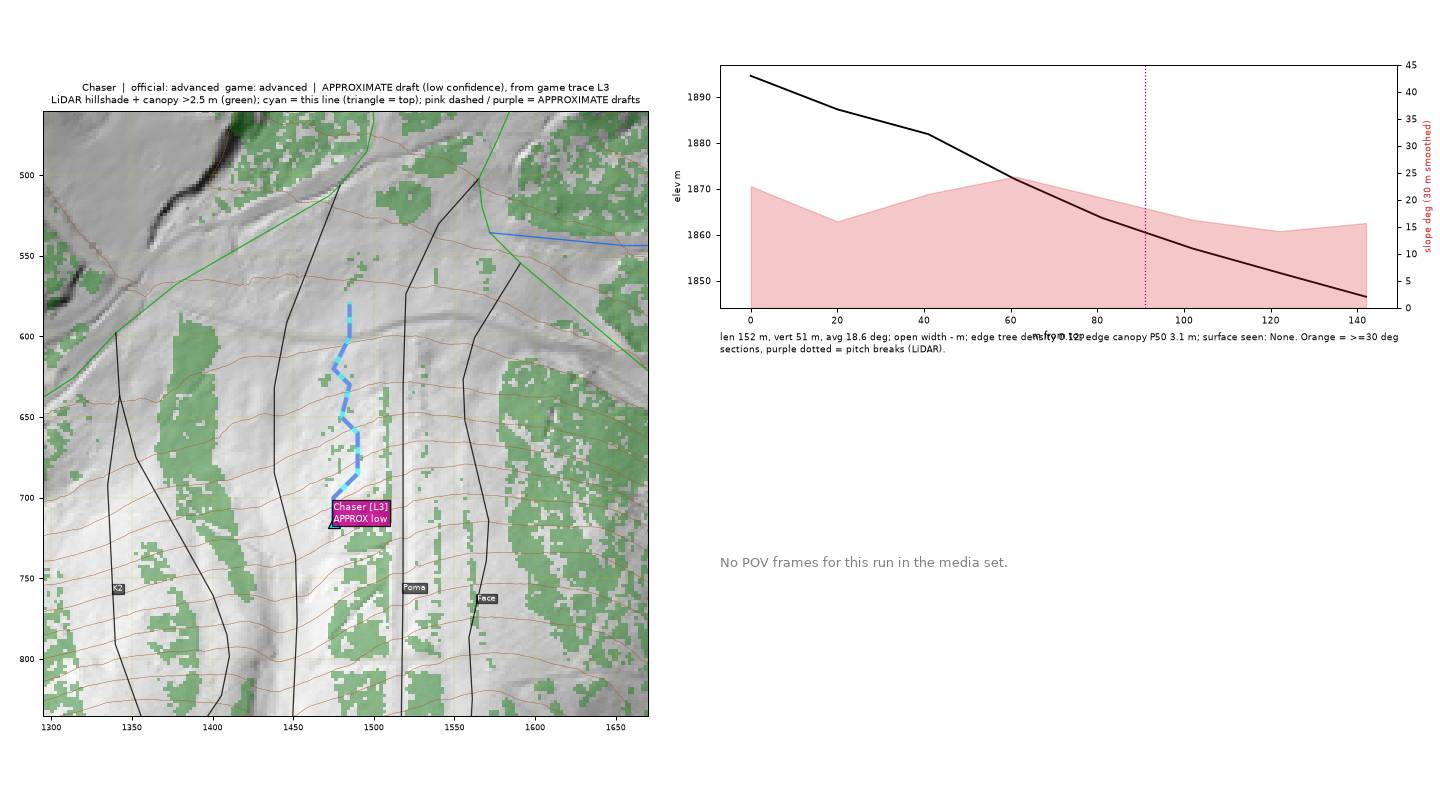 Chaser | official: advanced game: advanced | APPROXIMATE draft (low confidence), from game trace L3
LiDAR hillshade + canopy >2.5 m (green); cyan = this line (triangle = top); pink dashed / purple = APPROXIMATE drafts
500
550
600
650
700
750
800
1300
1350
1400
1450
1500
1550
1600
1650
Chaser [L3]
APPROX low
K2
Poma
Face
elev m
1890
1880
1870
1860
1850
0
20
40
60
80
100
120
140
m from top
45
40
35
30
25
20
15
10
5
0
slope deg (30 m smoothed)
len 152 m, vert 51 m, avg 18.6 deg; open width - m; edge tree density 0.12, edge canopy P50 3.1 m; surface seen: None. Orange = >=30 deg
sections, purple dotted = pitch breaks (LiDAR).
No POV frames for this run in the media set.